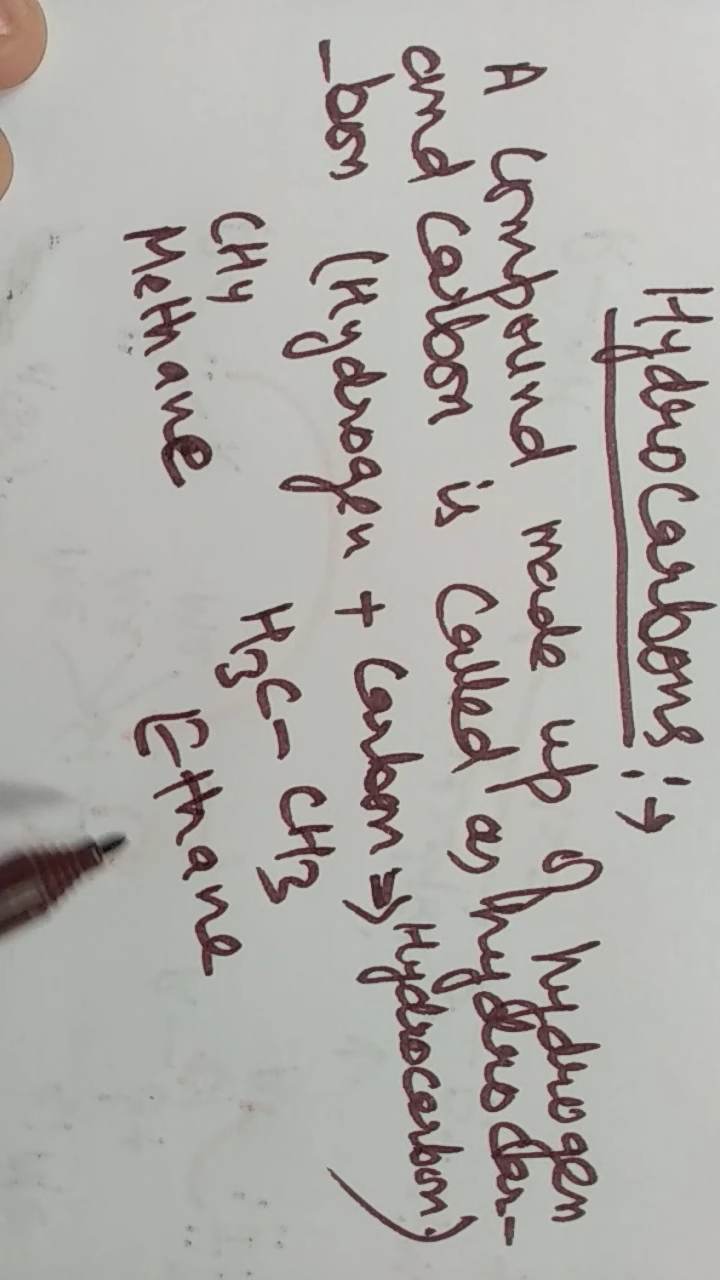 Hydrocarbons :→
A Compound made up of hydrogen
and Carbon is Called as hydrocar-
-bon (Hydrogen + Carbon ⇒ Hydrocarbon)
CH4 H3C-CH3
Methane Ethane